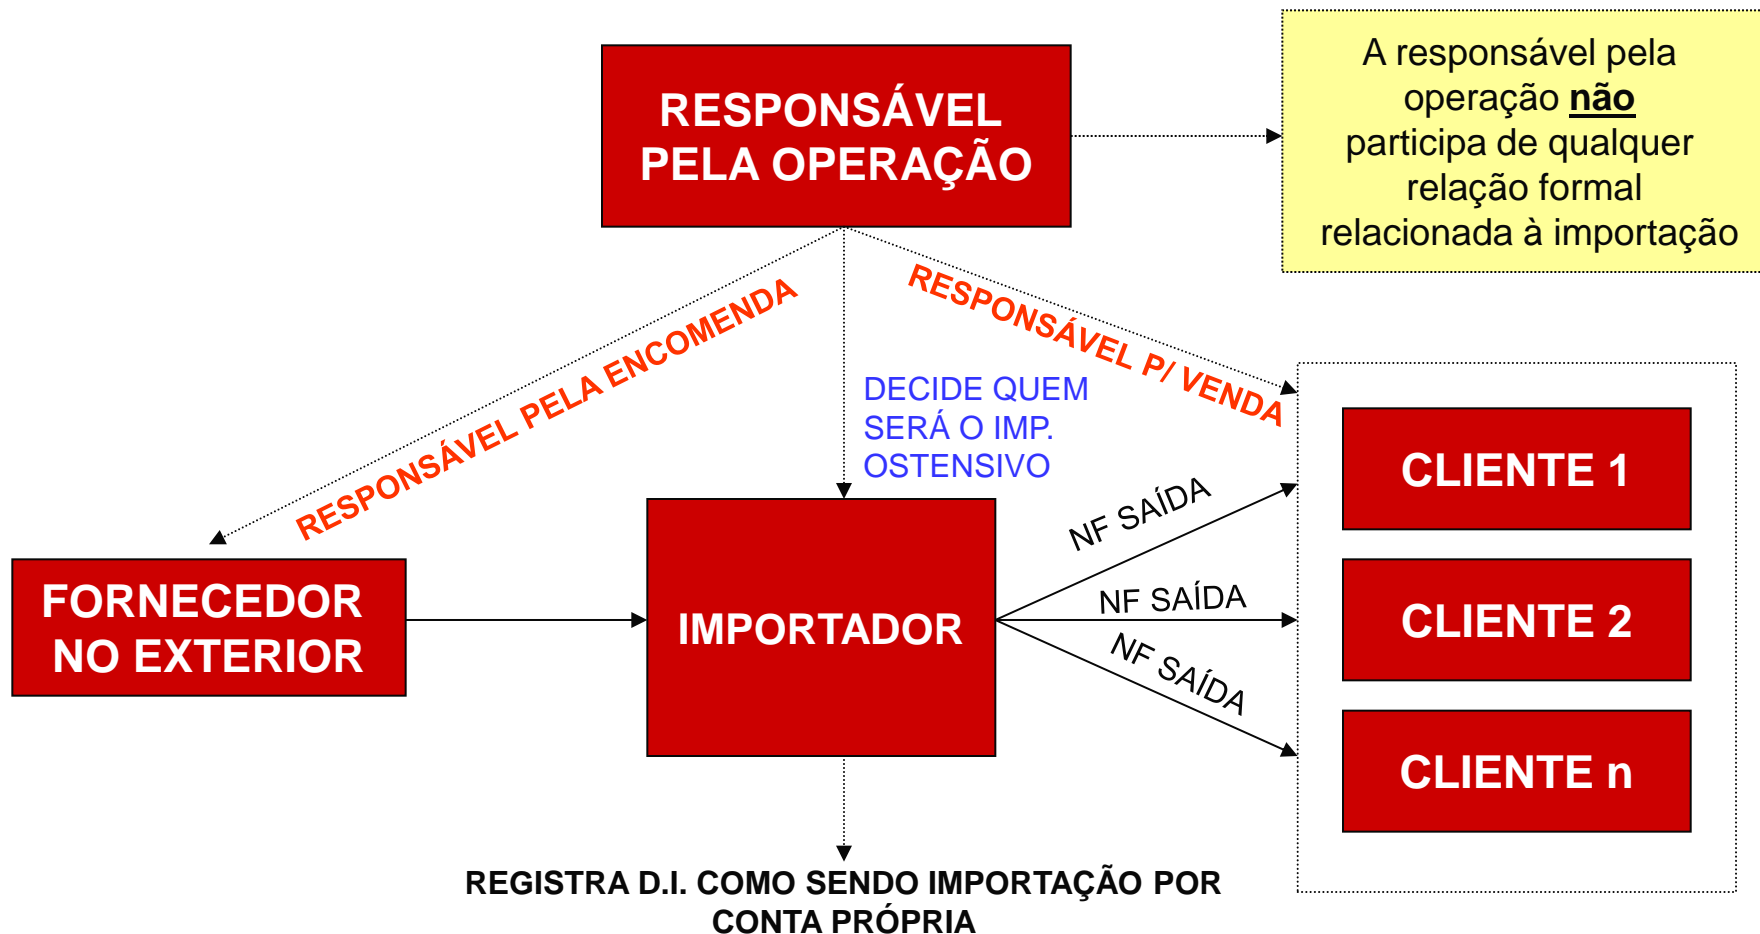 RESPONSÁVEL
PELA OPERAÇÃO
A responsável pela
operação não
participa de qualquer
relação formal
relacionada à importação
RESPONSÁVEL PELA ENCOMENDA
DECIDE QUEM
SERÁ O IMP.
OSTENSIVO
RESPONSÁVEL P/ VENDA
FORNECEDOR
NO EXTERIOR
IMPORTADOR
NF SAÍDA
NF SAÍDA
NF SAÍDA
CLIENTE 1
CLIENTE 2
CLIENTE n
REGISTRA D.I. COMO SENDO IMPORTAÇÃO POR
CONTA PRÓPRIA